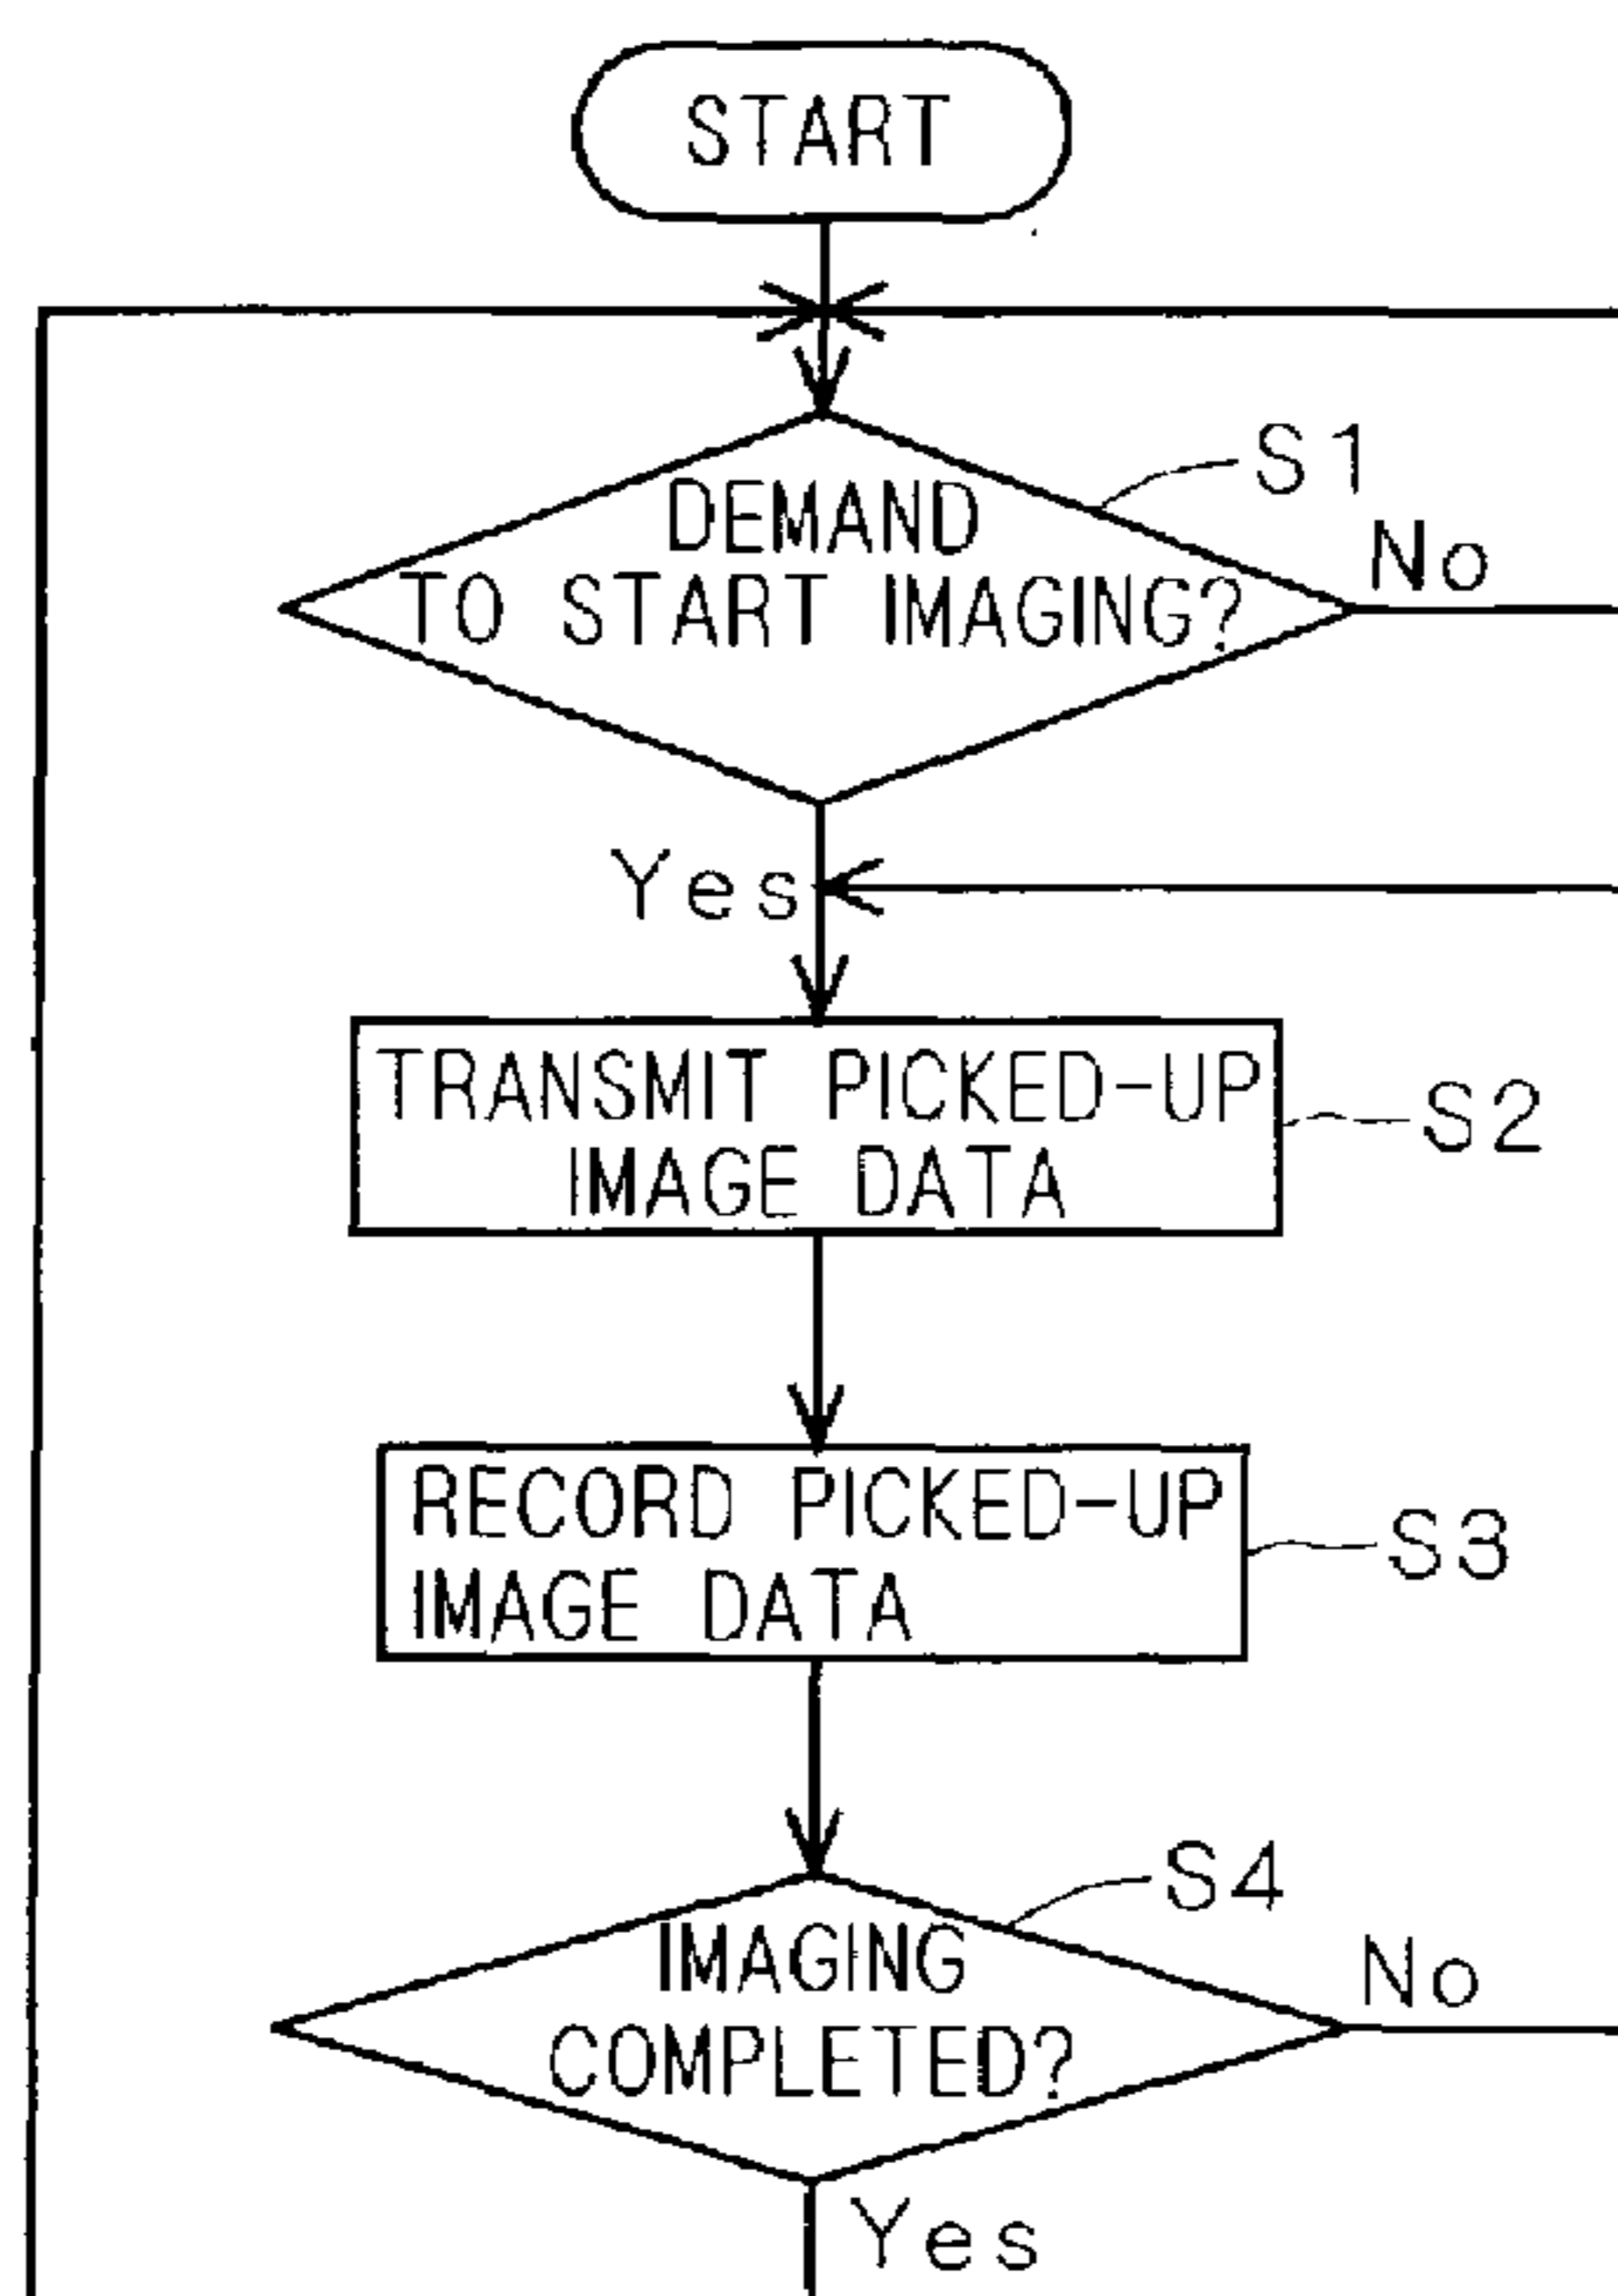 START
S1
DEMAND
TO START IMAGING?
No
Yes
TRANSMIT PICKED-UP
IMAGE DATA
S2
RECORD PICKED-UP
IMAGE DATA
S3
S4
IMAGING
COMPLETED?
No
Yes